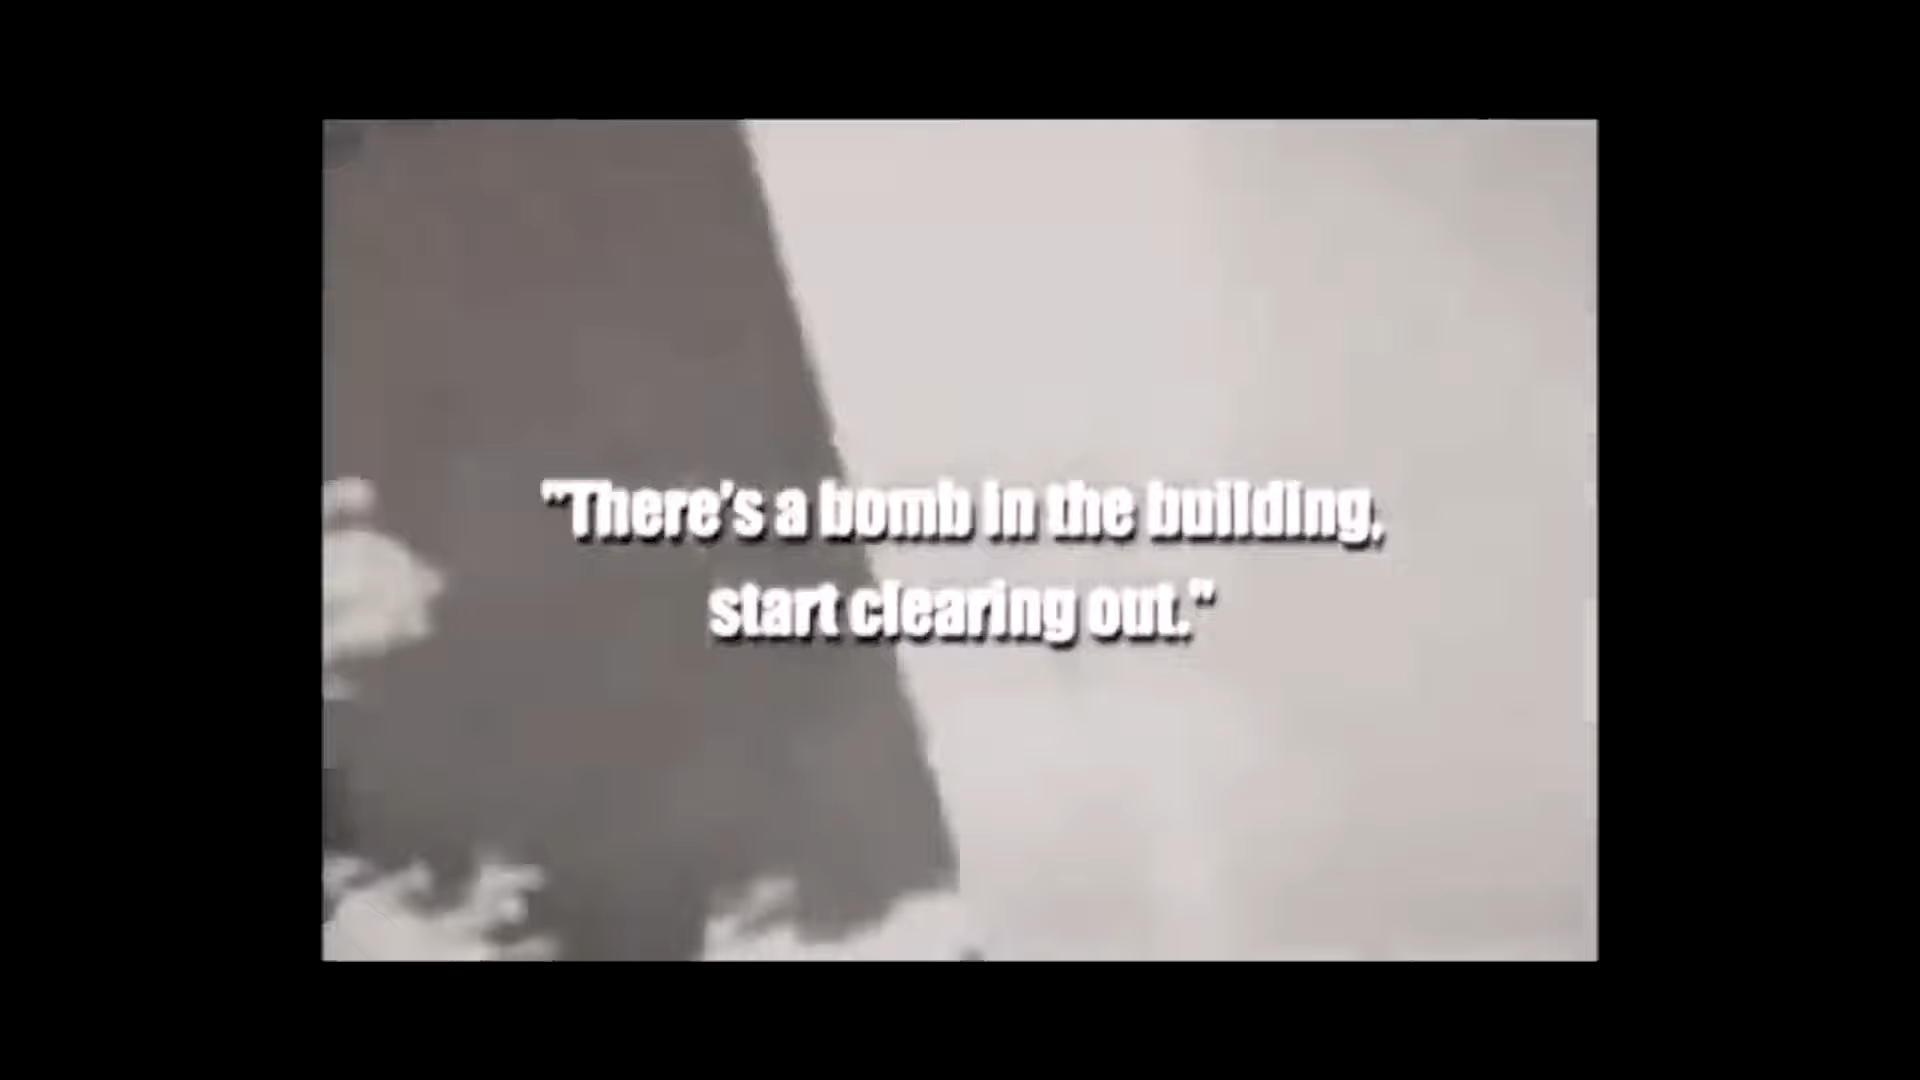 "There's a bomb in the building,
start clearing out."